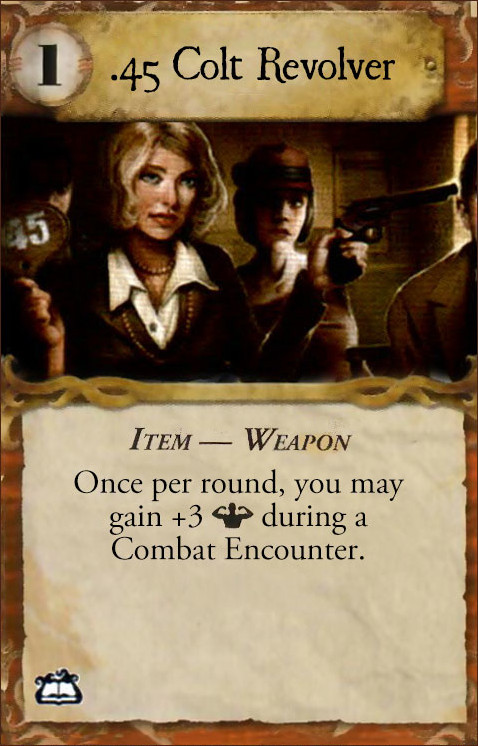 1
.45 Colt Revolver
45
Item — Weapon
Once per round, you may
gain +3 during a
Combat Encounter.